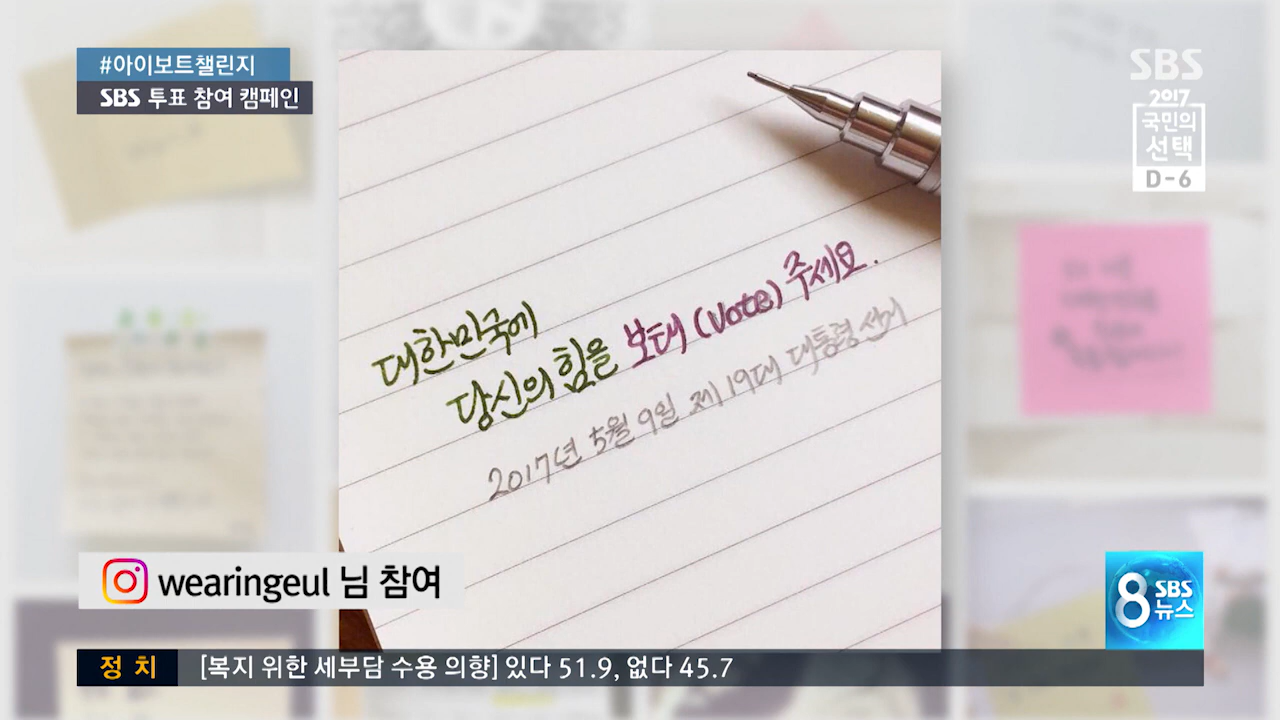 #아이보트챌린지
SBS 투표 참여 캠페인
SBS
2017
국민의
선택
D-6
대한민국에
당신의 힘을 보태(Vote) 주세요.
2017년 5월 9일 제 19대 대통령 선거
wearingeul 님 참여
8 SBS
뉴스
정 치 [복지 위한 세부담 수용 의향] 있다 51.9, 없다 45.7